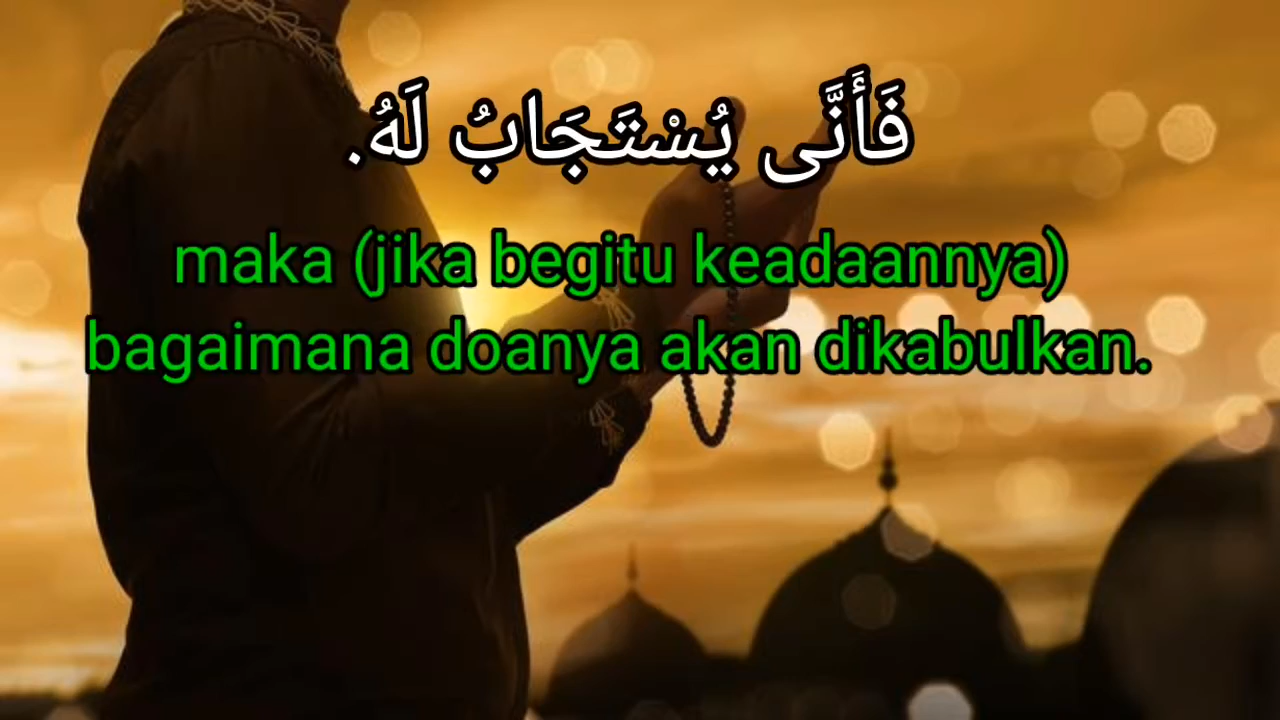 فَأَنَّى يُسْتَجَابُ لَهُ.
maka (jika begitu keadaannya)
bagaimana doanya akan dikabulkan.